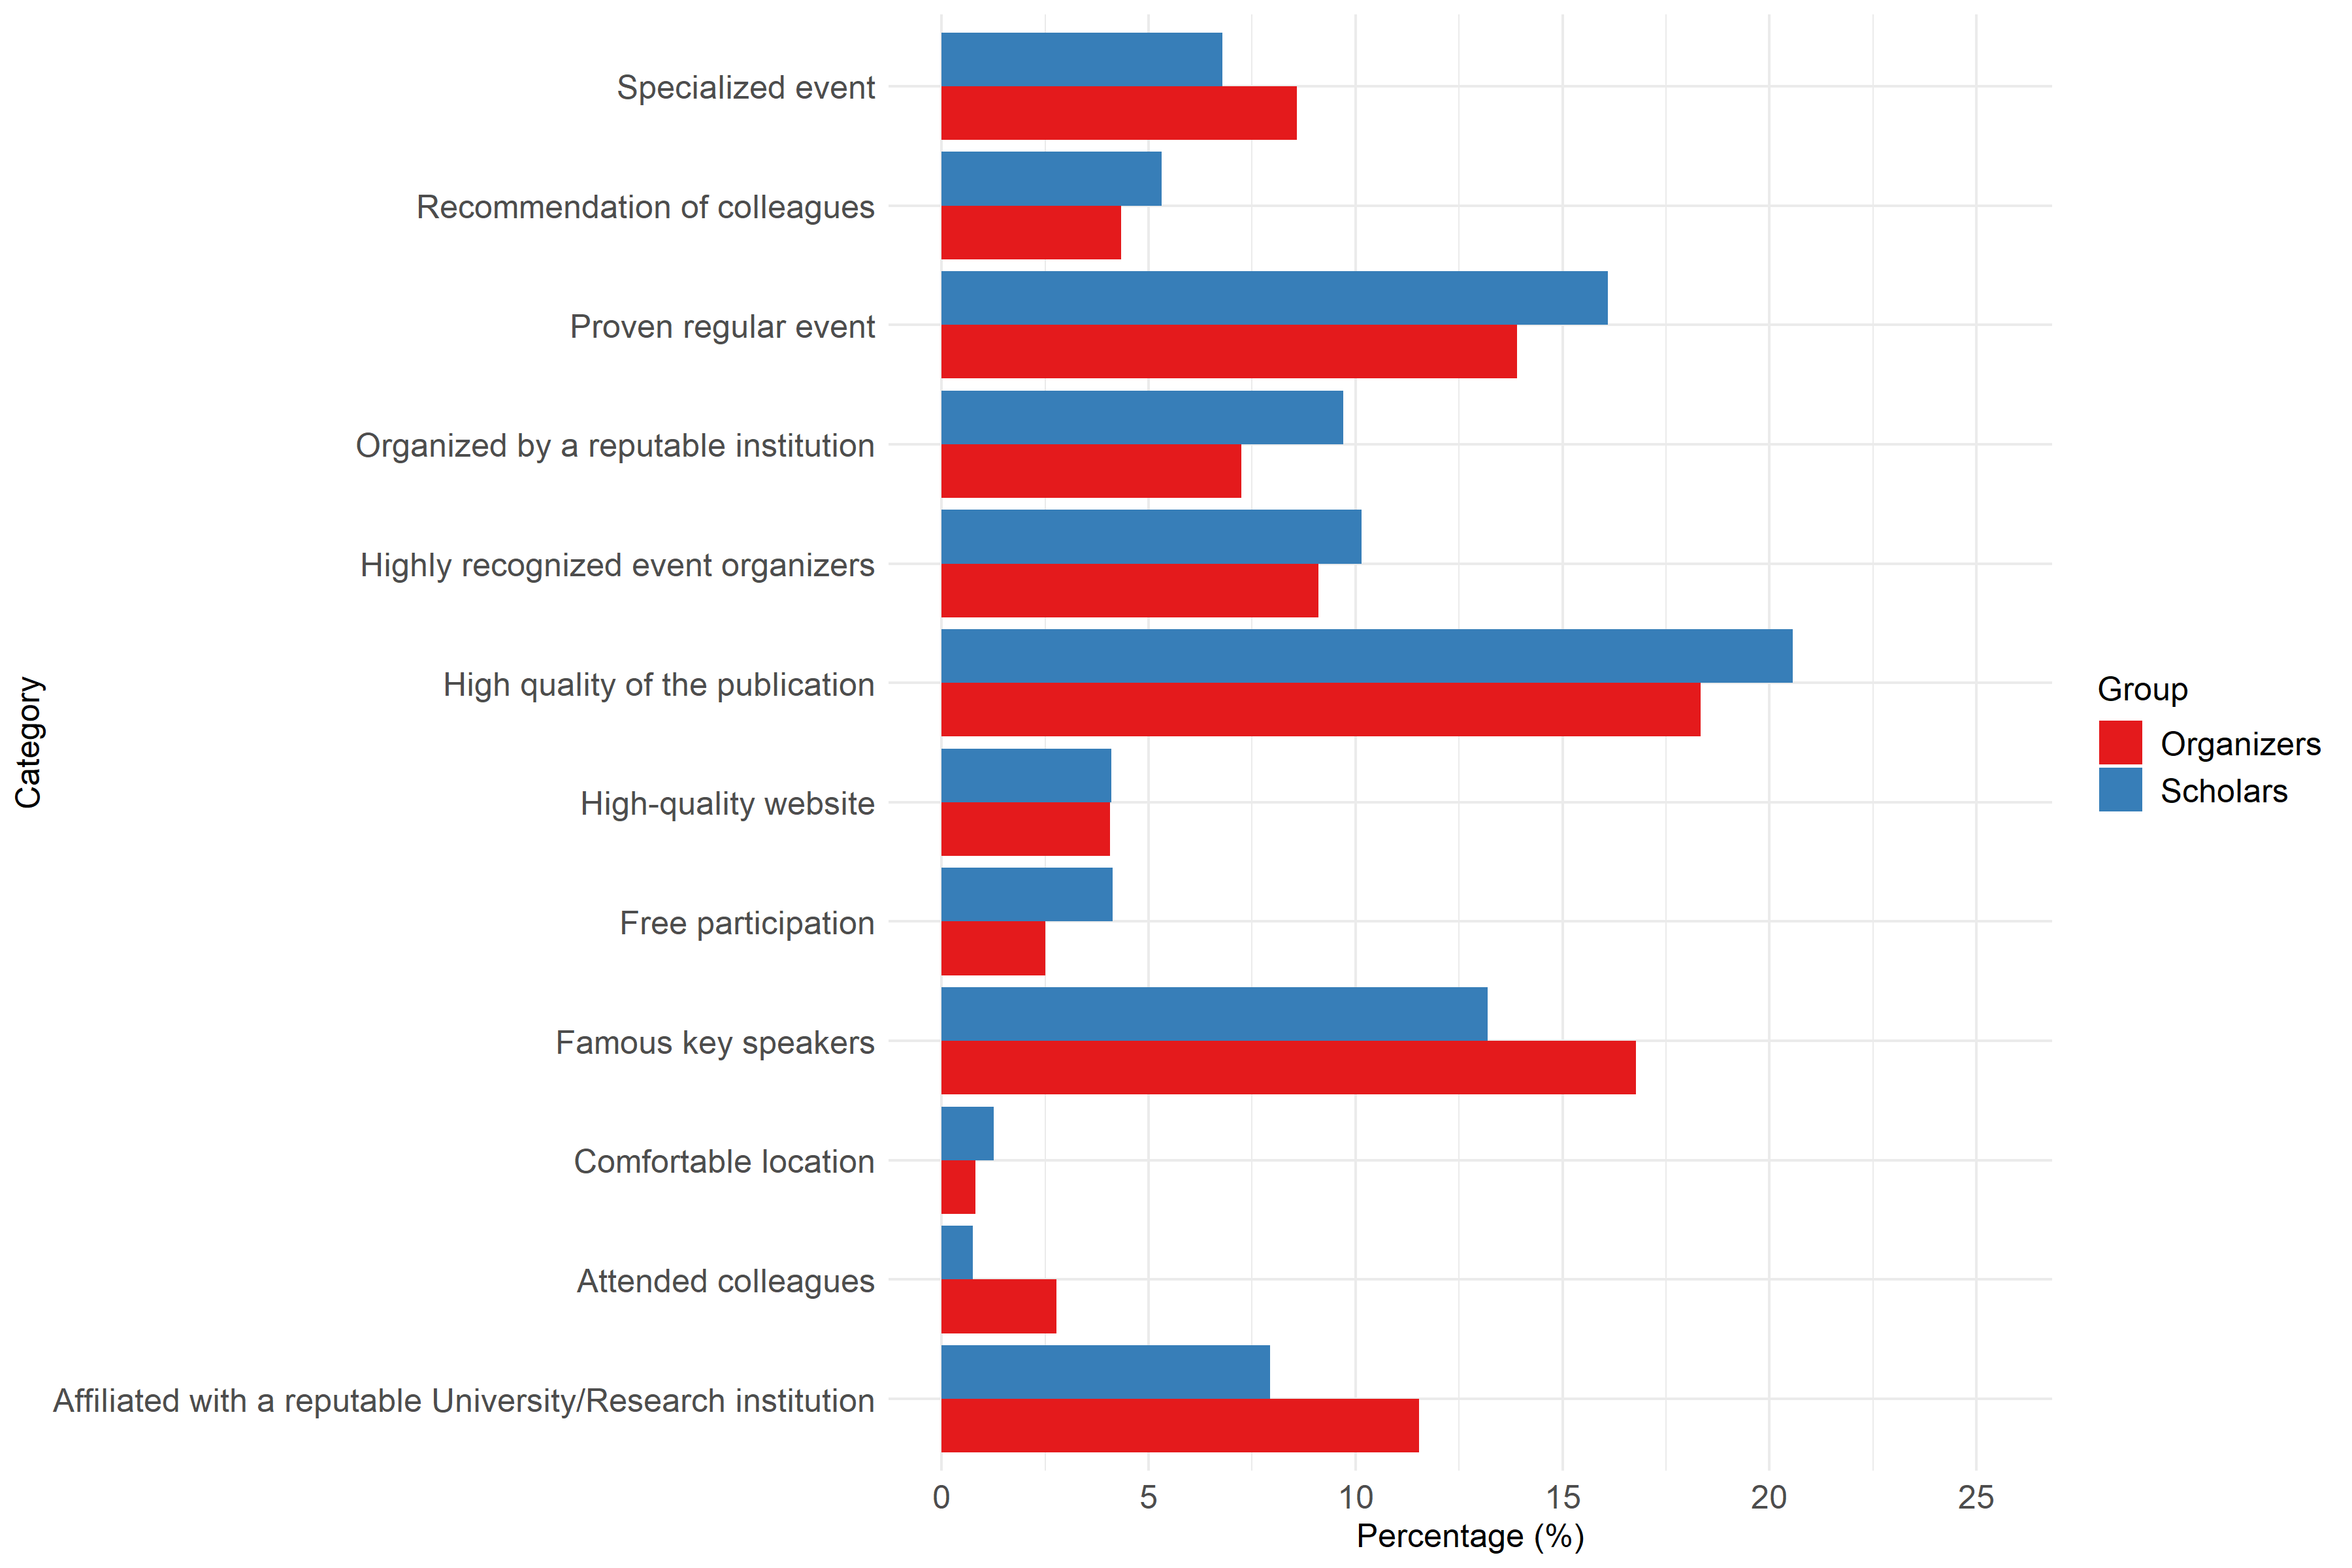 Specialized event
Recommendation of colleagues
Proven regular event
Organized by a reputable institution
Highly recognized event organizers
High quality of the publication
High-quality website
Free participation
Famous key speakers
Comfortable location
Attended colleagues
Affiliated with a reputable University/Research institution
Category
0 5 10 15 20 25
Percentage (%)
Group
Organizers
Scholars